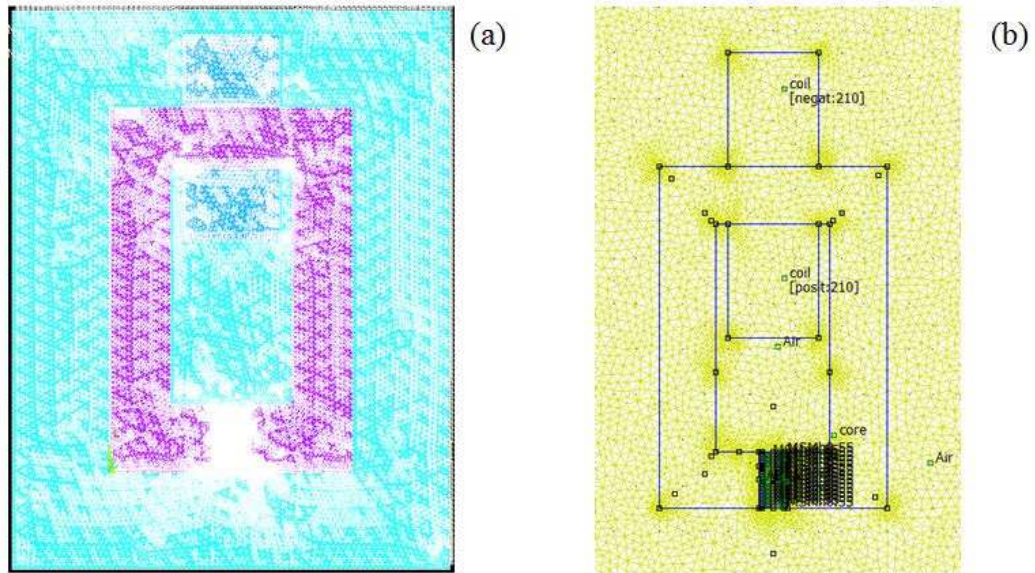 (a)
(b)
coil
[negat:210]
coil
[posit:210]
Air
core
Air